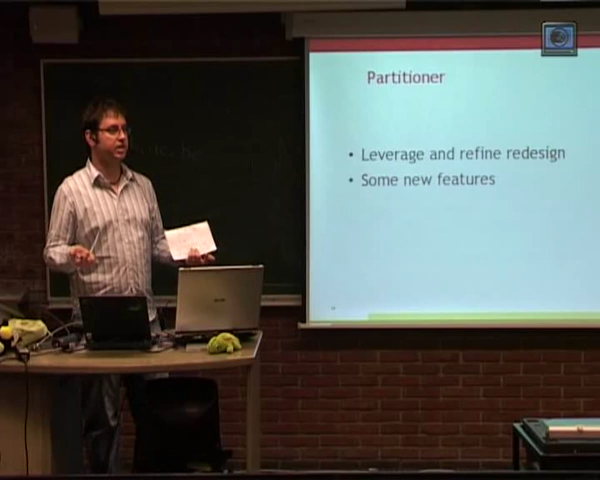 Partitioner
• Leverage and refine redesign
• Some new features